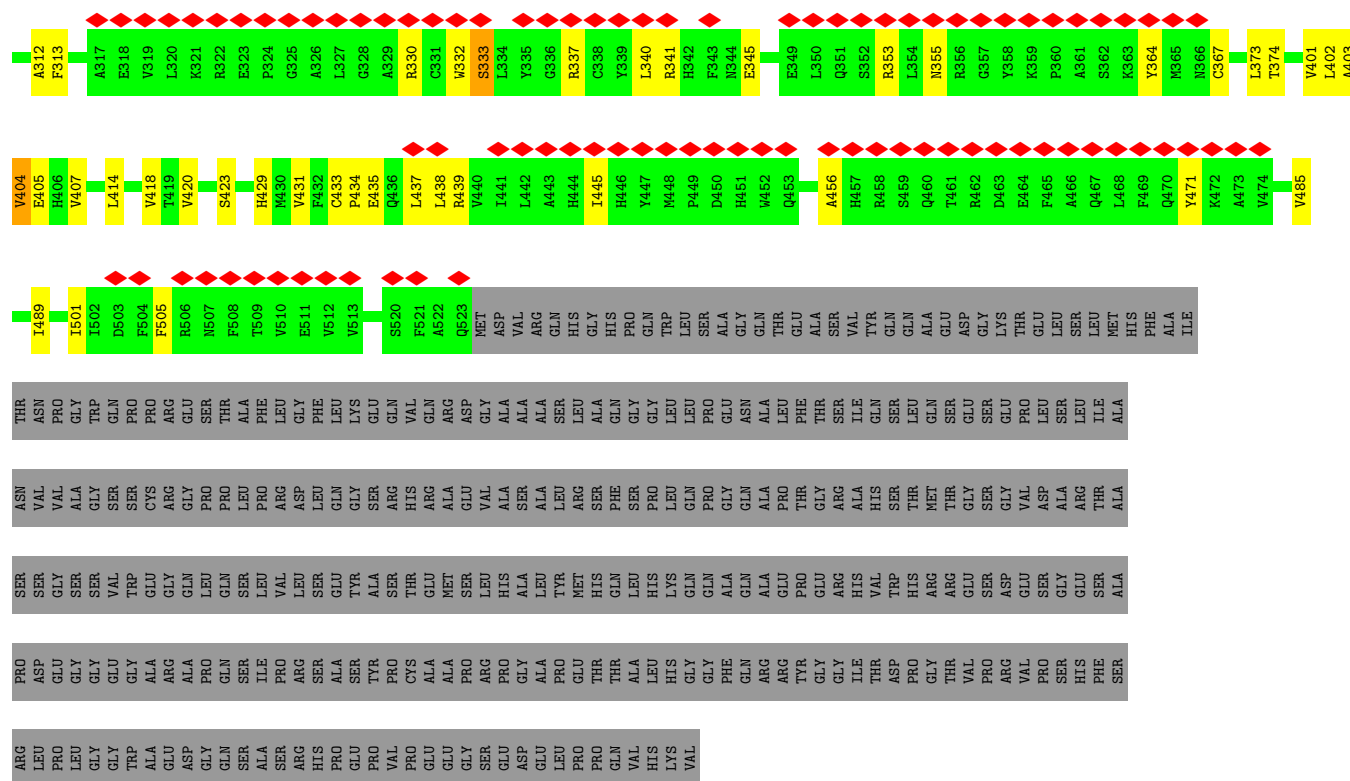 A312 F313 A317 E318 V319 L320 K321 R322 E323 P324 G325 A326 L327 G328 A329 R330 C331 W332 S333 L334 Y335 G336 R337 C338 Y339 L340 R341 H342 F343 N344 E345 E349 L350 Q351 S352 R353 L354 N355 R356 G357 Y358 K359 P360 A361 S362 K363 Y364 M365 N366 C367 L373 T374 V401 L402 A403
V404 E405 H406 V407 L414 V418 T419 V420 S423 H429 M430 V431 F432 C433 P434 E435 Q436 L437 L438 R439 V440 I441 L442 A443 H444 I445 H446 Y447 M448 P449 D450 H451 W452 Q453 A456 H457 R458 S459 Q460 T461 R462 D463 E464 F465 A466 Q467 L468 F469 Q470 Y471 K472 A473 V474 V485
I489 I501 I502 D503 F504 F505 R506 N507 F508 T509 V510 E511 V512 V513 S520 F521 A522 Q523 MET ASP VAL ARG GLN HIS GLY HIS PRO GLN TRP LEU SER ALA GLY GLN THR GLU ALA SER VAL TYR GLN GLN ALA GLU ASP GLY LYS THR GLU LEU SER LEU MET HIS PHE ALA ILE
THR ASN PRO GLY TRP GLN PRO PRO ARG GLU SER THR ALA PHE LEU GLY PHE LEU LYS GLU GLN VAL GLN ARG ASP GLY ALA ALA ALA SER LEU ALA GLN GLY GLY LEU LEU PRO GLU ASN ALA LEU PHE THR SER ILE GLN SER LEU GLN SER GLU SER GLU PRO LEU SER LEU ILE ALA
ASN VAL VAL ALA GLY SER SER CYS ARG GLY PRO PRO LEU PRO ARG ASP LEU GLN GLY SER ARG HIS ARG ALA GLU VAL ALA SER ALA LEU ARG SER PHE SER PRO LEU GLN PRO GLY GLN ALA PRO THR GLY ARG ALA HIS SER THR MET THR GLY SER GLY VAL ASP ALA ARG THR ALA
SER SER GLY SER SER VAL TRP GLU GLY GLN LEU GLN SER LEU VAL LEU SER GLU TYR ALA SER THR GLU MET SER LEU HIS ALA LEU TYR MET HIS GLN LEU HIS LYS GLN GLN ALA GLN ALA GLU PRO GLU ARG HIS VAL TRP HIS ARG ARG GLU SER ASP GLU SER GLY GLU SER ALA
PRO ASP GLU GLY GLY GLU GLY ALA ARG ALA PRO GLN SER ILE PRO ARG SER ALA SER TYR PRO CYS ALA ALA PRO ARG PRO GLY ALA PRO GLU THR THR ALA LEU HIS GLY GLY PHE GLN ARG ARG TYR GLY GLY ILE THR ASP PRO GLY THR VAL PRO ARG VAL PRO SER HIS PHE SER
ARG LEU PRO LEU GLY GLY TRP ALA GLU ASP GLY GLN SER ALA SER ARG HIS PRO GLU PRO VAL PRO GLU GLU GLY SER GLU ASP GLU LEU PRO PRO GLN VAL HIS LYS VAL